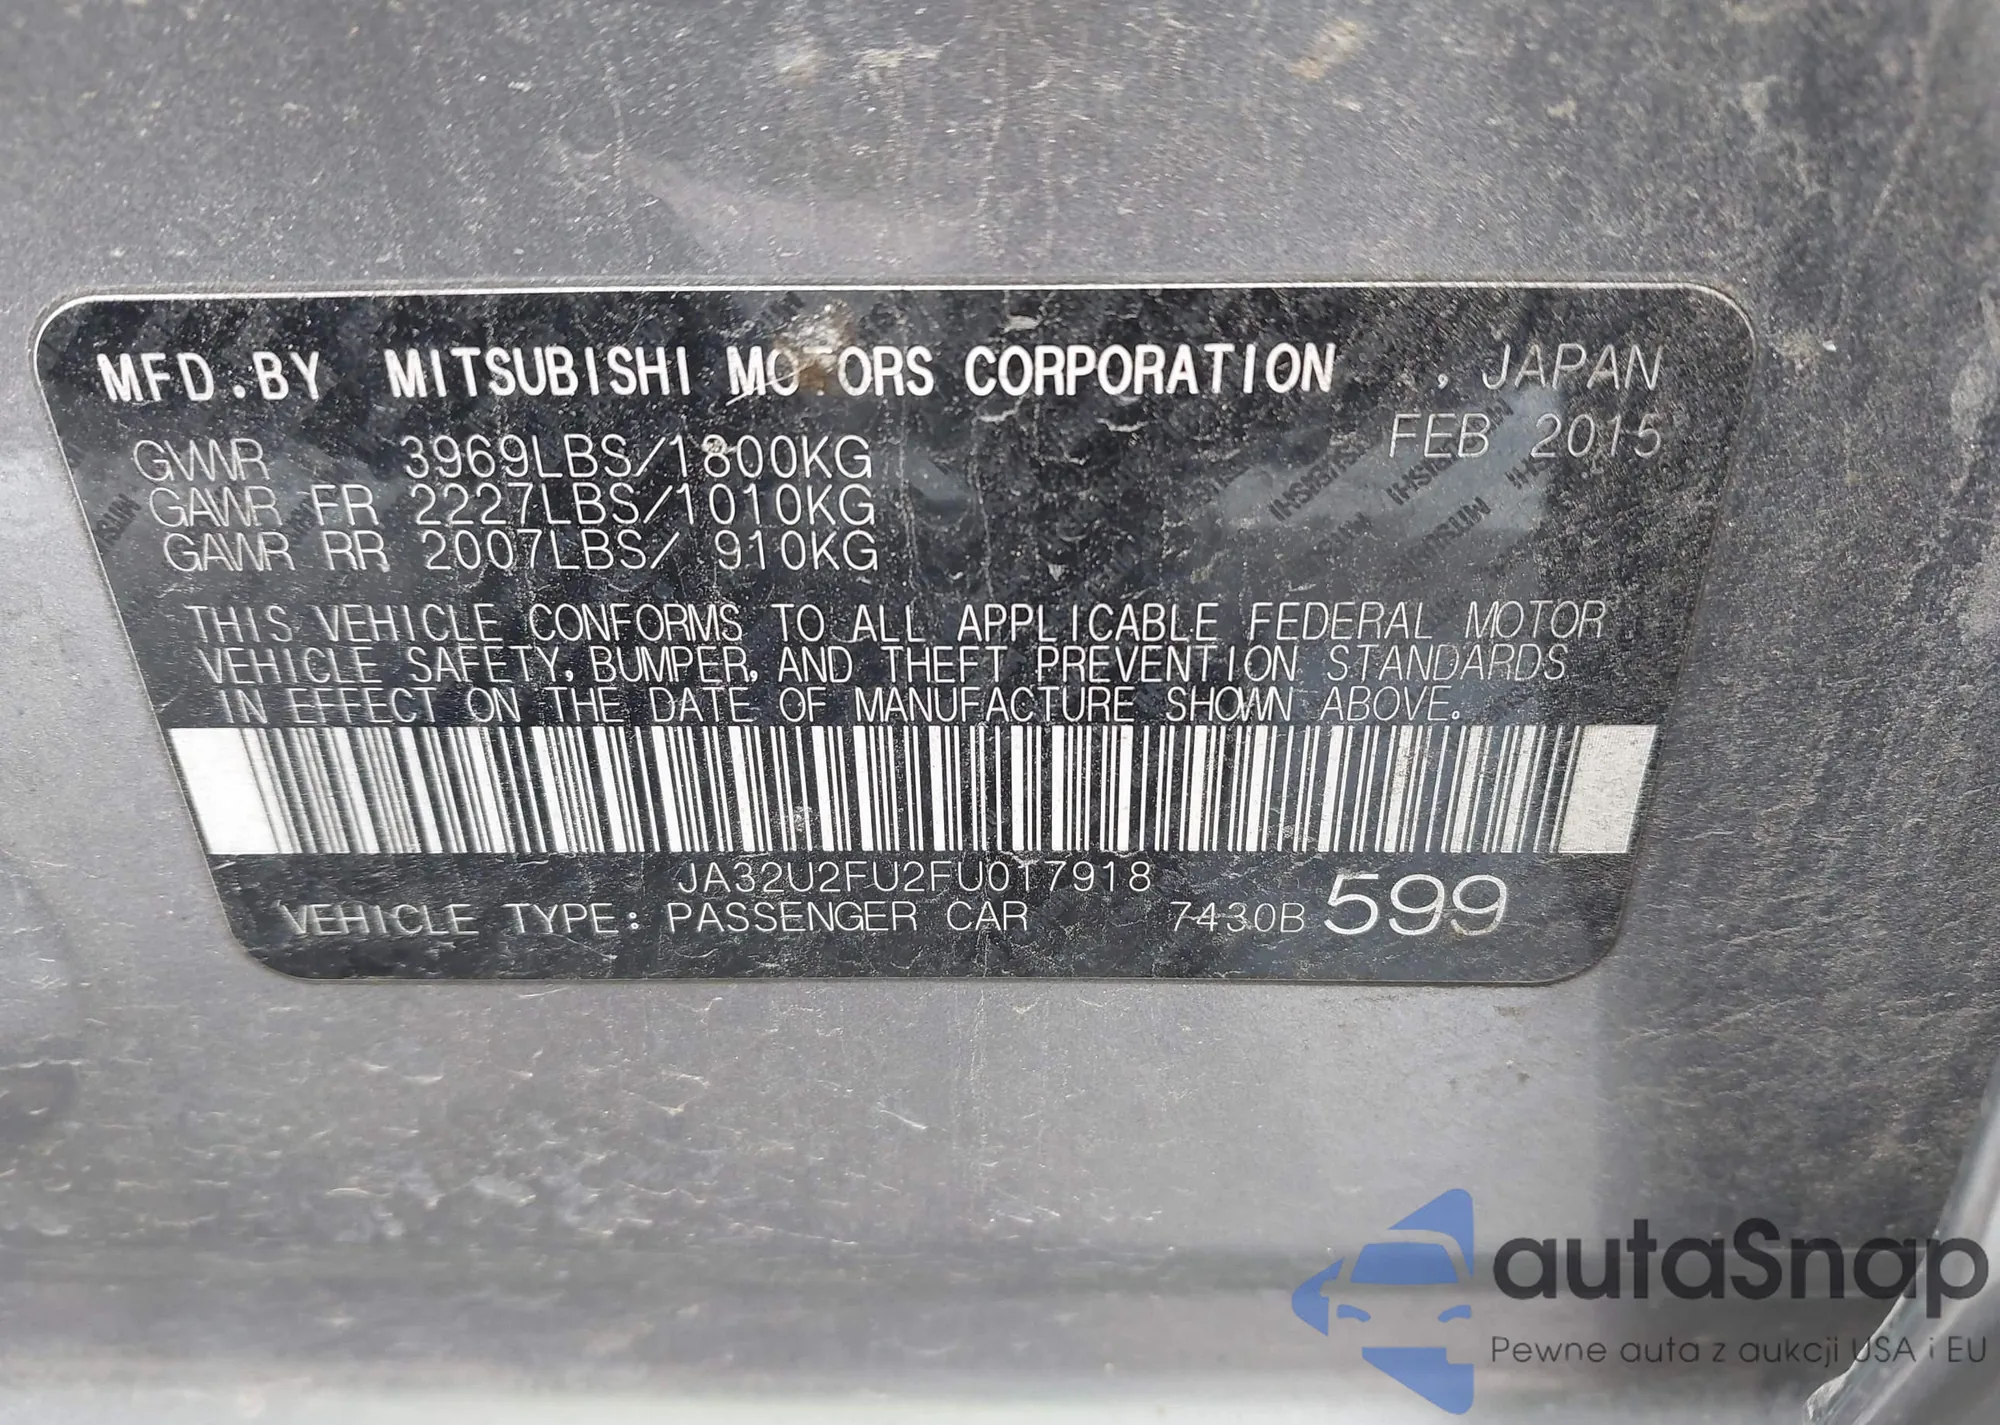 MFD.BY MITSUBISHI MOTORS CORPORATION , JAPAN
FEB 2015
GVWR 3969LBS/1800KG
GAWR FR 2227LBS/1010KG
GAWR RR 2007LBS/ 910KG
THIS VEHICLE CONFORMS TO ALL APPLICABLE FEDERAL MOTOR
VEHICLE SAFETY, BUMPER, AND THEFT PREVENTION STANDARDS
IN EFFECT ON THE DATE OF MANUFACTURE SHOWN ABOVE.
JA32U2FU2FU017918
VEHICLE TYPE: PASSENGER CAR 7430B 599
autaSnap
Pewne auta z aukcji USA i EU